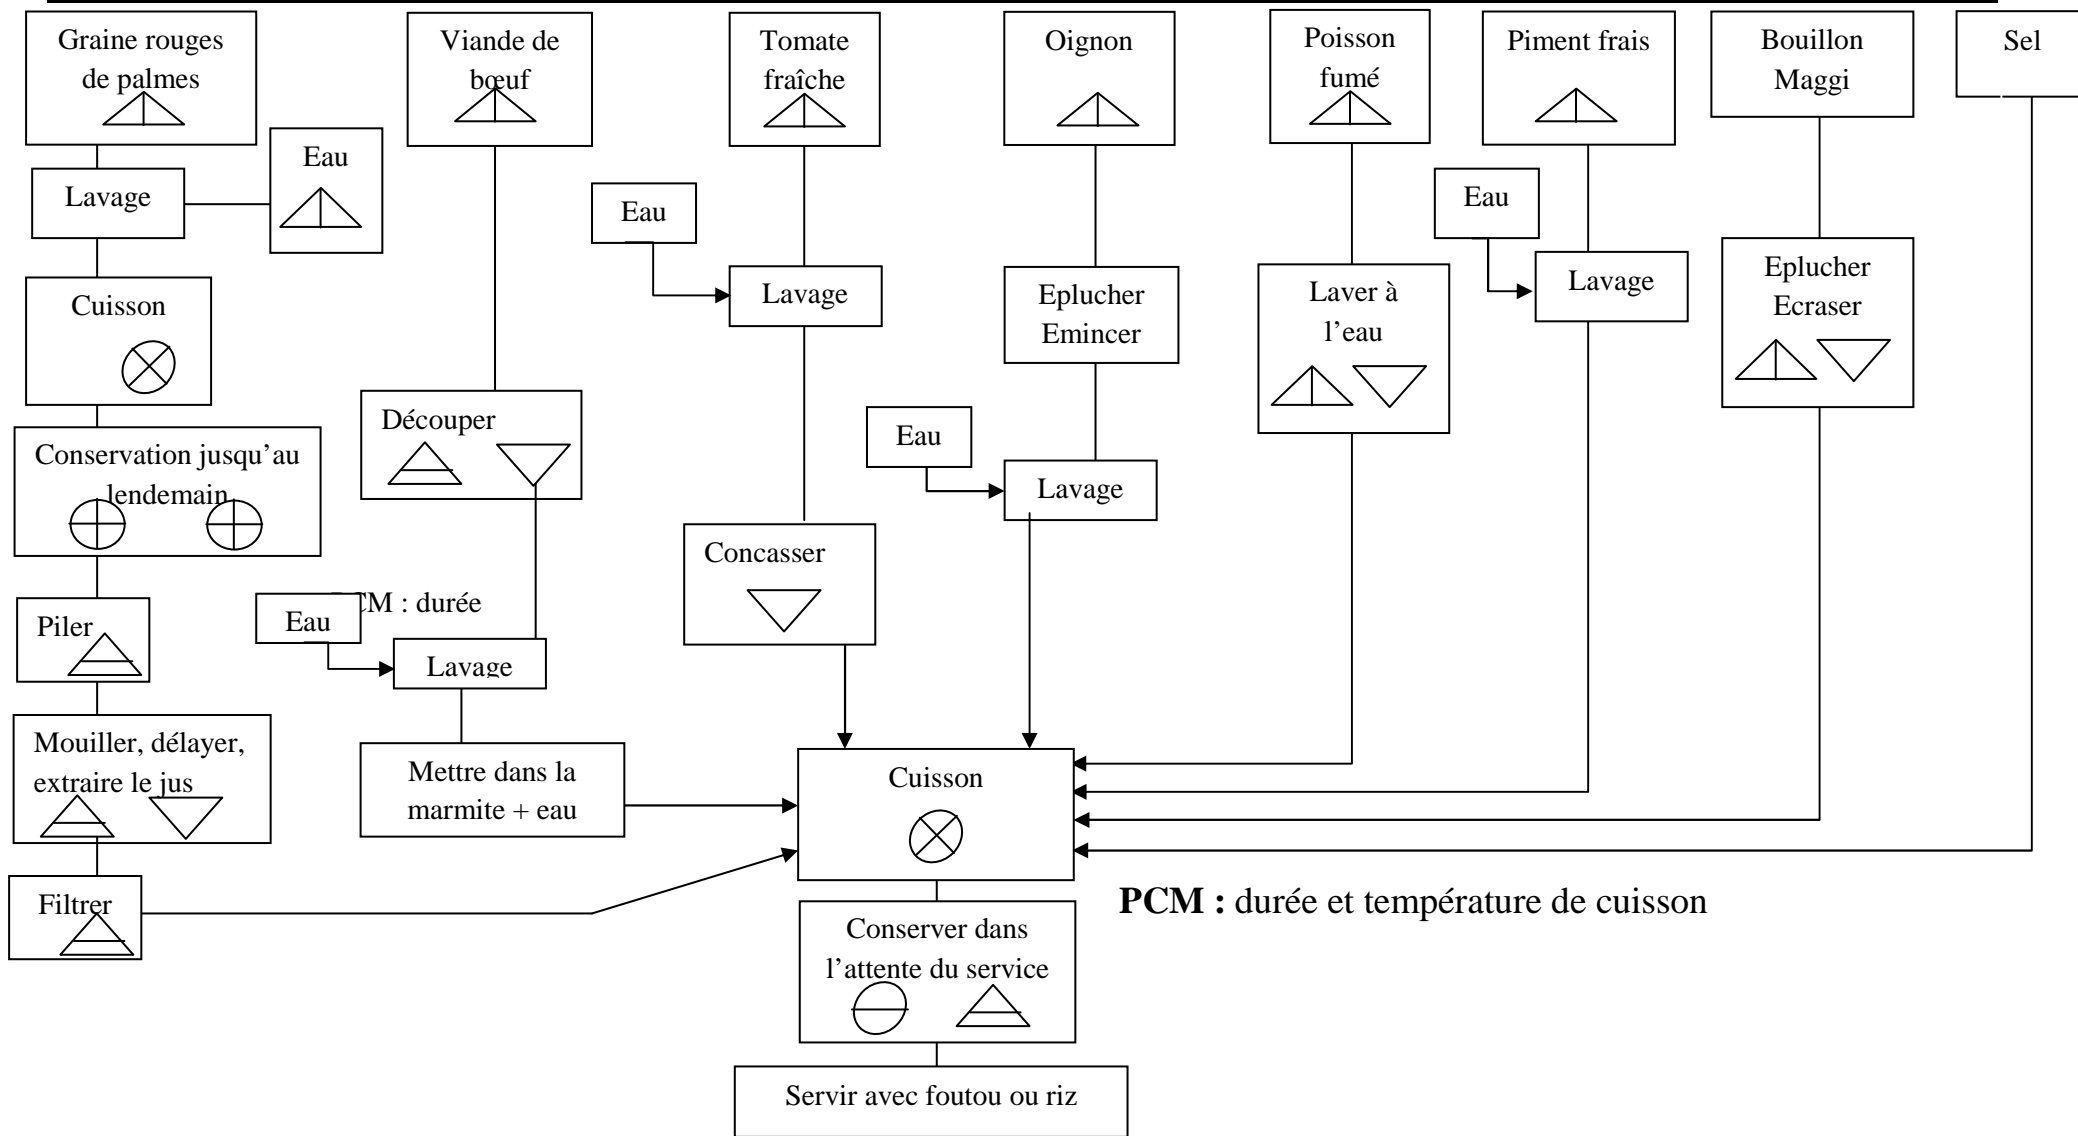 Graine rouges
de palmes
Viande de
bœuf
Tomate
fraîche
Oignon
Poisson
fumé
Piment frais
Bouillon
Maggi
Sel
Eau
Lavage
Eau
Eau
Lavage
Cuisson
Lavage
Eplucher
Emincer
Laver à
l’eau
Lavage
Eplucher
Ecraser
Découper
Conservation jusqu’au
lendemain
Eau
Lavage
Concasser
CM : durée
Eau
Piler
Lavage
Mouiller, délayer,
extraire le jus
Mettre dans la
marmite + eau
Cuisson
Filtrer
PCM : durée et température de cuisson
Conserver dans
l’attente du service
Servir avec foutou ou riz